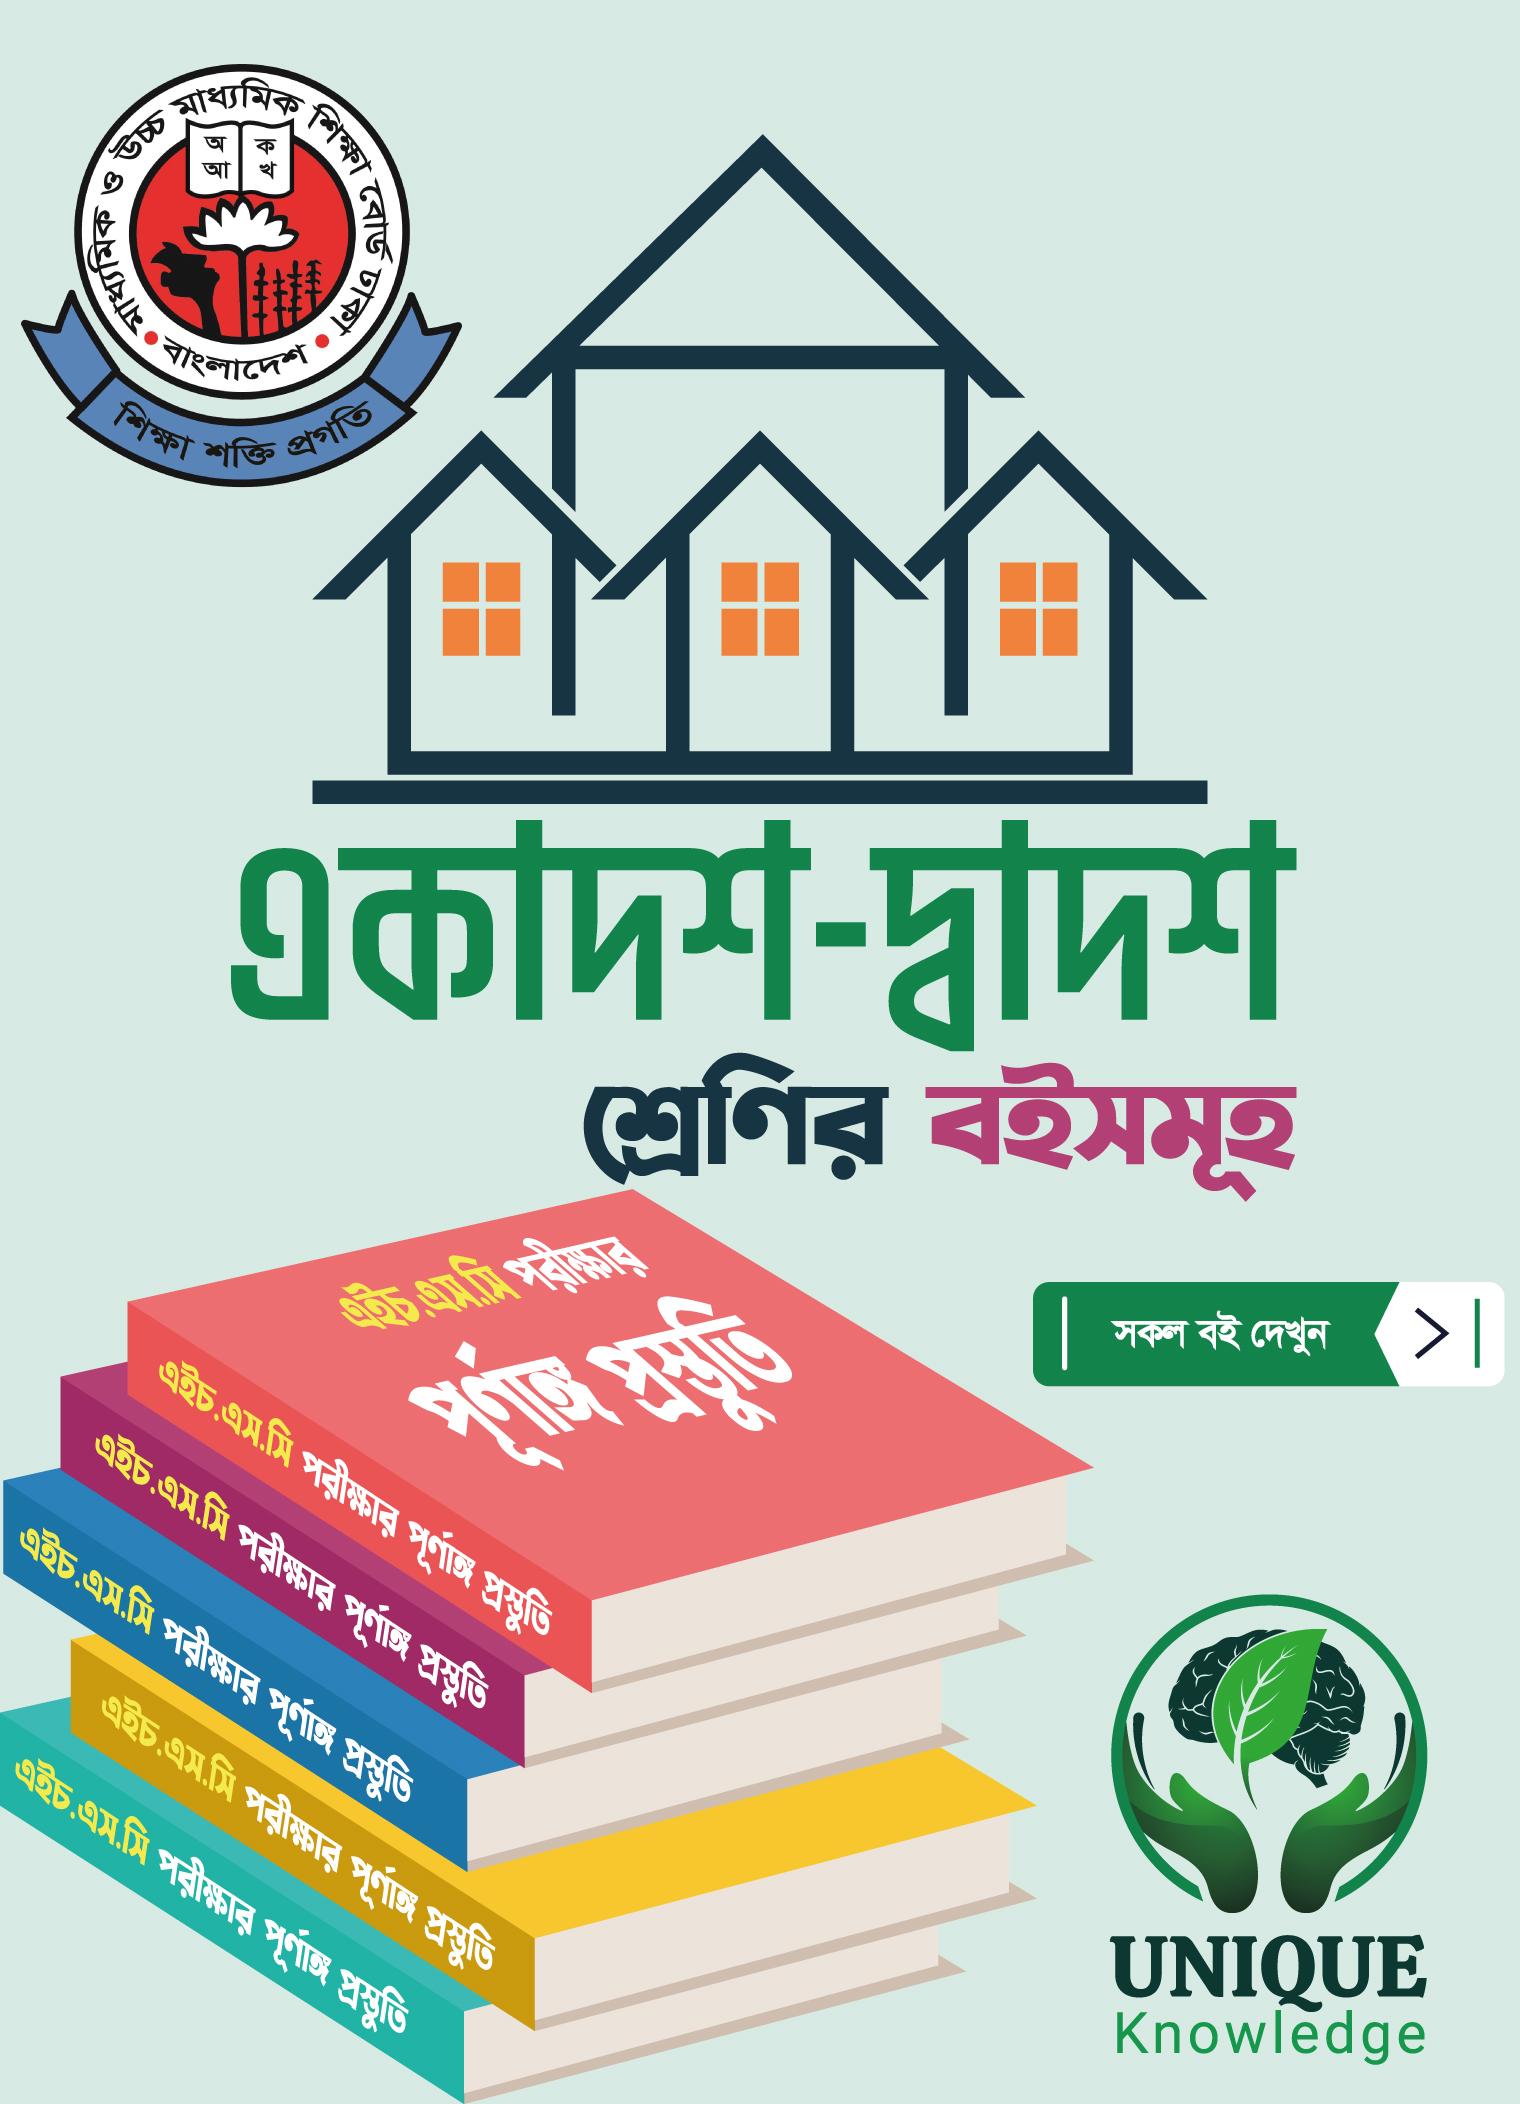 মাধ্যমিক ও উচ্চ মাধ্যমিক শিক্ষা বোর্ড ঢাকা
অ ক
আ খ
বাংলাদেশ
শিক্ষা শক্তি প্রগতি
একাদশ-দ্বাদশ
শ্রেণির বইসমূহ
সকল বই দেখুন
এইচ.এস.সি পরীক্ষার
পূর্ণাঙ্গ প্রস্তুতি
এইচ.এস.সি পরীক্ষার পূর্ণাঙ্গ প্রস্তুতি
এইচ.এস.সি পরীক্ষার পূর্ণাঙ্গ প্রস্তুতি
এইচ.এস.সি পরীক্ষার পূর্ণাঙ্গ প্রস্তুতি
এইচ.এস.সি পরীক্ষার পূর্ণাঙ্গ প্রস্তুতি
এইচ.এস.সি পরীক্ষার পূর্ণাঙ্গ প্রস্তুতি
UNIQUE
Knowledge